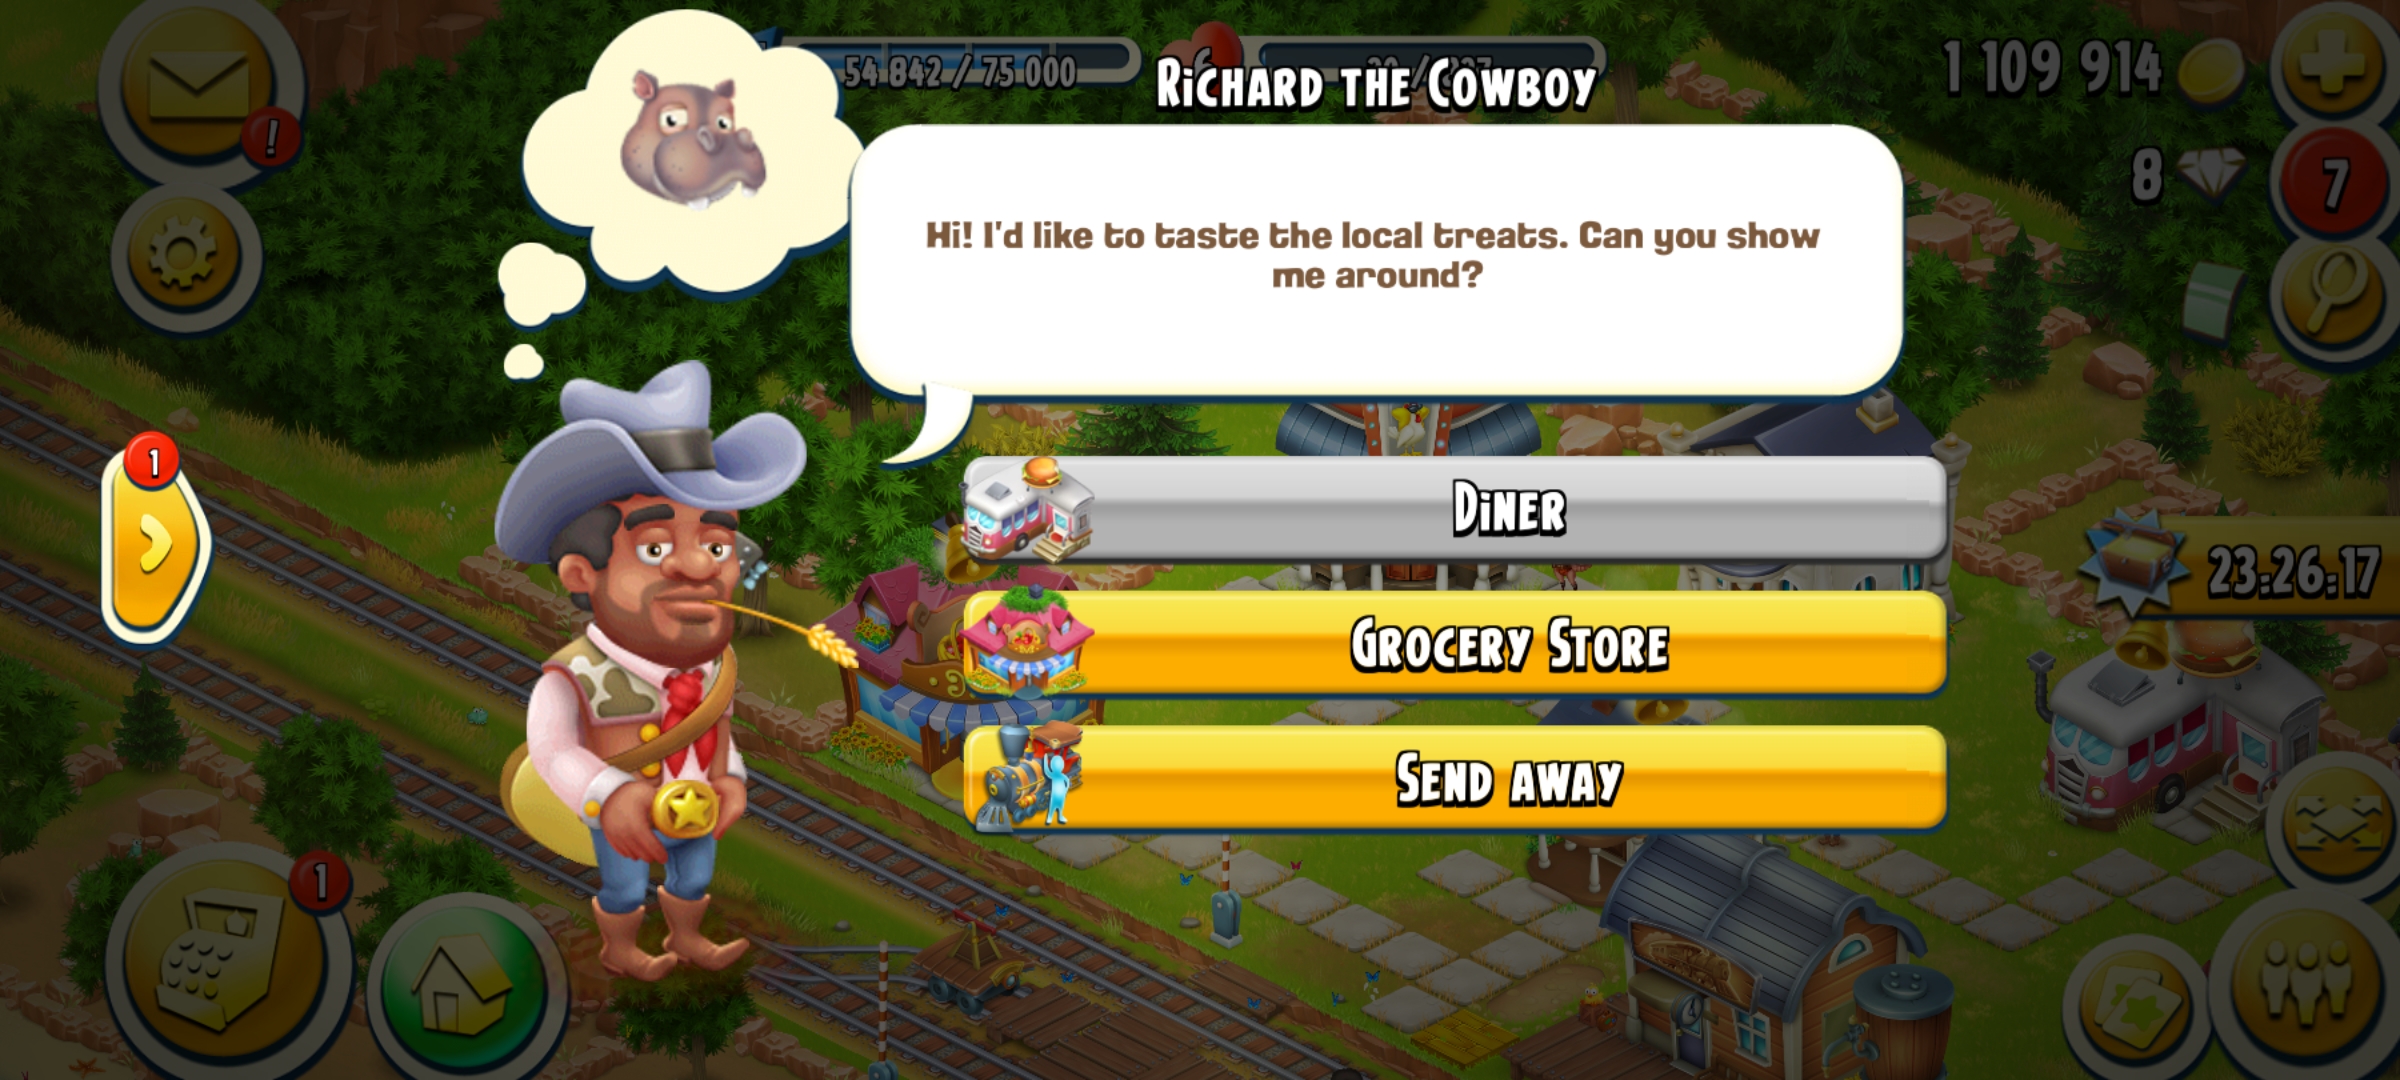 54 842 / 75 000
6
RiCHARD THE COWBOY
1 109 914
!
8
7
Hi! I'd like to taste the local treats. Can you show
me around?
1
DiNER
23:26:17
GROCERY STORE
SEND AWAY
1